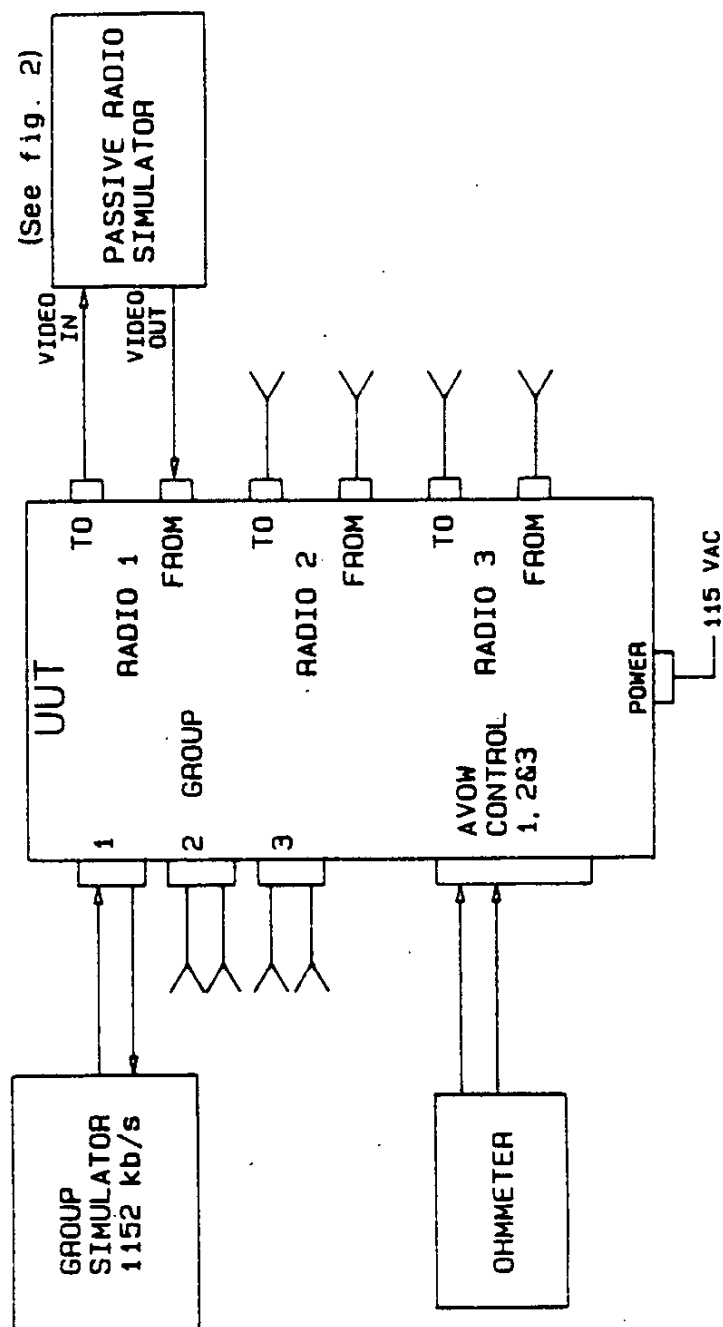 GROUP
SIMULATOR
1152 kb/s
OHMMETER
UUT
1
2
3
GROUP
AVOW
CONTROL
1, 2&3
TO
RADIO 1
FROM
TO
RADIO 2
FROM
TO
RADIO 3
FROM
POWER
115 VAC
VIDEO
IN
VIDEO
OUT
(See fig. 2)
PASSIVE RADIO
SIMULATOR